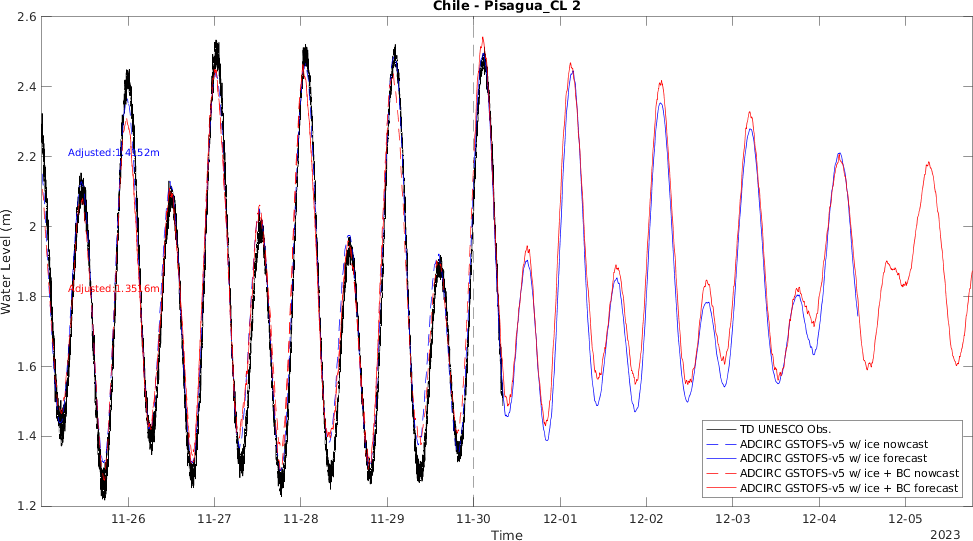 Chile - Pisagua_CL 2
2.6
2.4
2.2
2
1.8
1.6
1.4
1.2
Water Level (m)
Adjusted:1.4152m
Adjusted:1.3516m
TD UNESCO Obs.
ADCIRC GSTOFS-v5 w/ ice nowcast
ADCIRC GSTOFS-v5 w/ ice forecast
ADCIRC GSTOFS-v5 w/ ice + BC nowcast
ADCIRC GSTOFS-v5 w/ ice + BC forecast
11-26
11-27
11-28
11-29
11-30
12-01
12-02
12-03
12-04
12-05
Time
2023